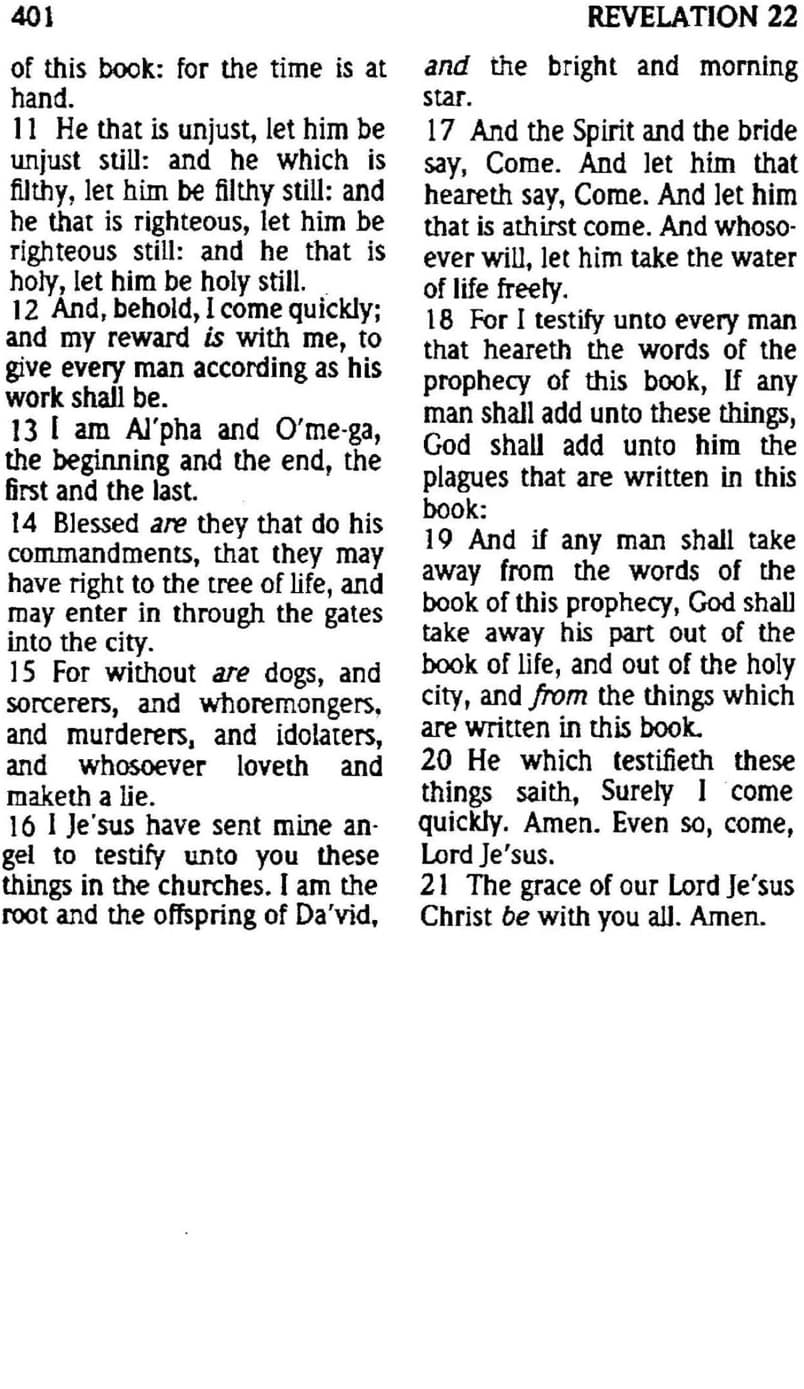 401
REVELATION 22
of this book: for the time is at
hand.
11 He that is unjust, let him be
unjust still: and he which is
filthy, let him be filthy still: and
he that is righteous, let him be
righteous still: and he that is
holy, let him be holy still.
12 And, behold, I come quickly;
and my reward is with me, to
give every man according as his
work shall be.
13 I am Al'pha and O'me-ga,
the beginning and the end, the
first and the last.
14 Blessed are they that do his
commandments, that they may
have right to the tree of life, and
may enter in through the gates
into the city.
15 For without are dogs, and
sorcerers, and whoremongers,
and murderers, and idolaters,
and whosoever loveth and
maketh a lie.
16 I Je'sus have sent mine an-
gel to testify unto you these
things in the churches. I am the
root and the offspring of Da'vid,
and the bright and morning
star.
17 And the Spirit and the bride
say, Come. And let him that
heareth say, Come. And let him
that is athirst come. And whoso-
ever will, let him take the water
of life freely.
18 For I testify unto every man
that heareth the words of the
prophecy of this book, If any
man shall add unto these things,
God shall add unto him the
plagues that are written in this
book:
19 And if any man shall take
away from the words of the
book of this prophecy, God shall
take away his part out of the
book of life, and out of the holy
city, and from the things which
are written in this book.
20 He which testifieth these
things saith, Surely I come
quickly. Amen. Even so, come,
Lord Je'sus.
21 The grace of our Lord Je'sus
Christ be with you all. Amen.